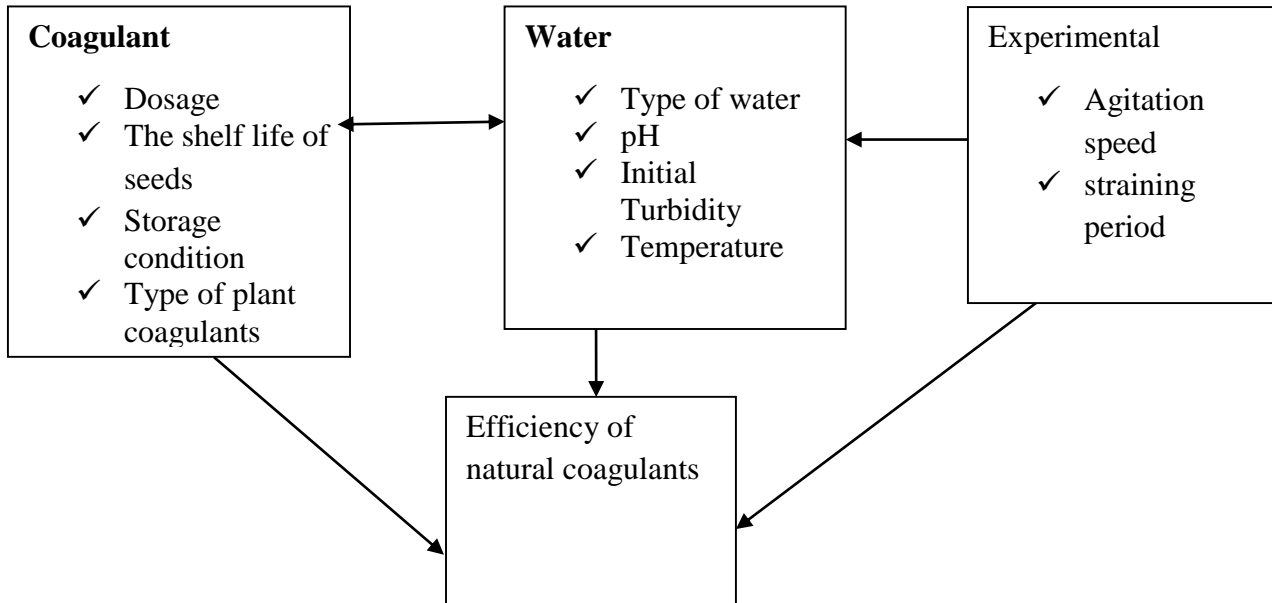 Coagulant
✓ Dosage
✓ The shelf life of
seeds
✓ Storage
condition
✓ Type of plant
coagulants
Water
✓ Type of water
✓ pH
✓ Initial
Turbidity
✓ Temperature
Experimental
✓ Agitation
speed
✓ straining
period
Efficiency of
natural coagulants